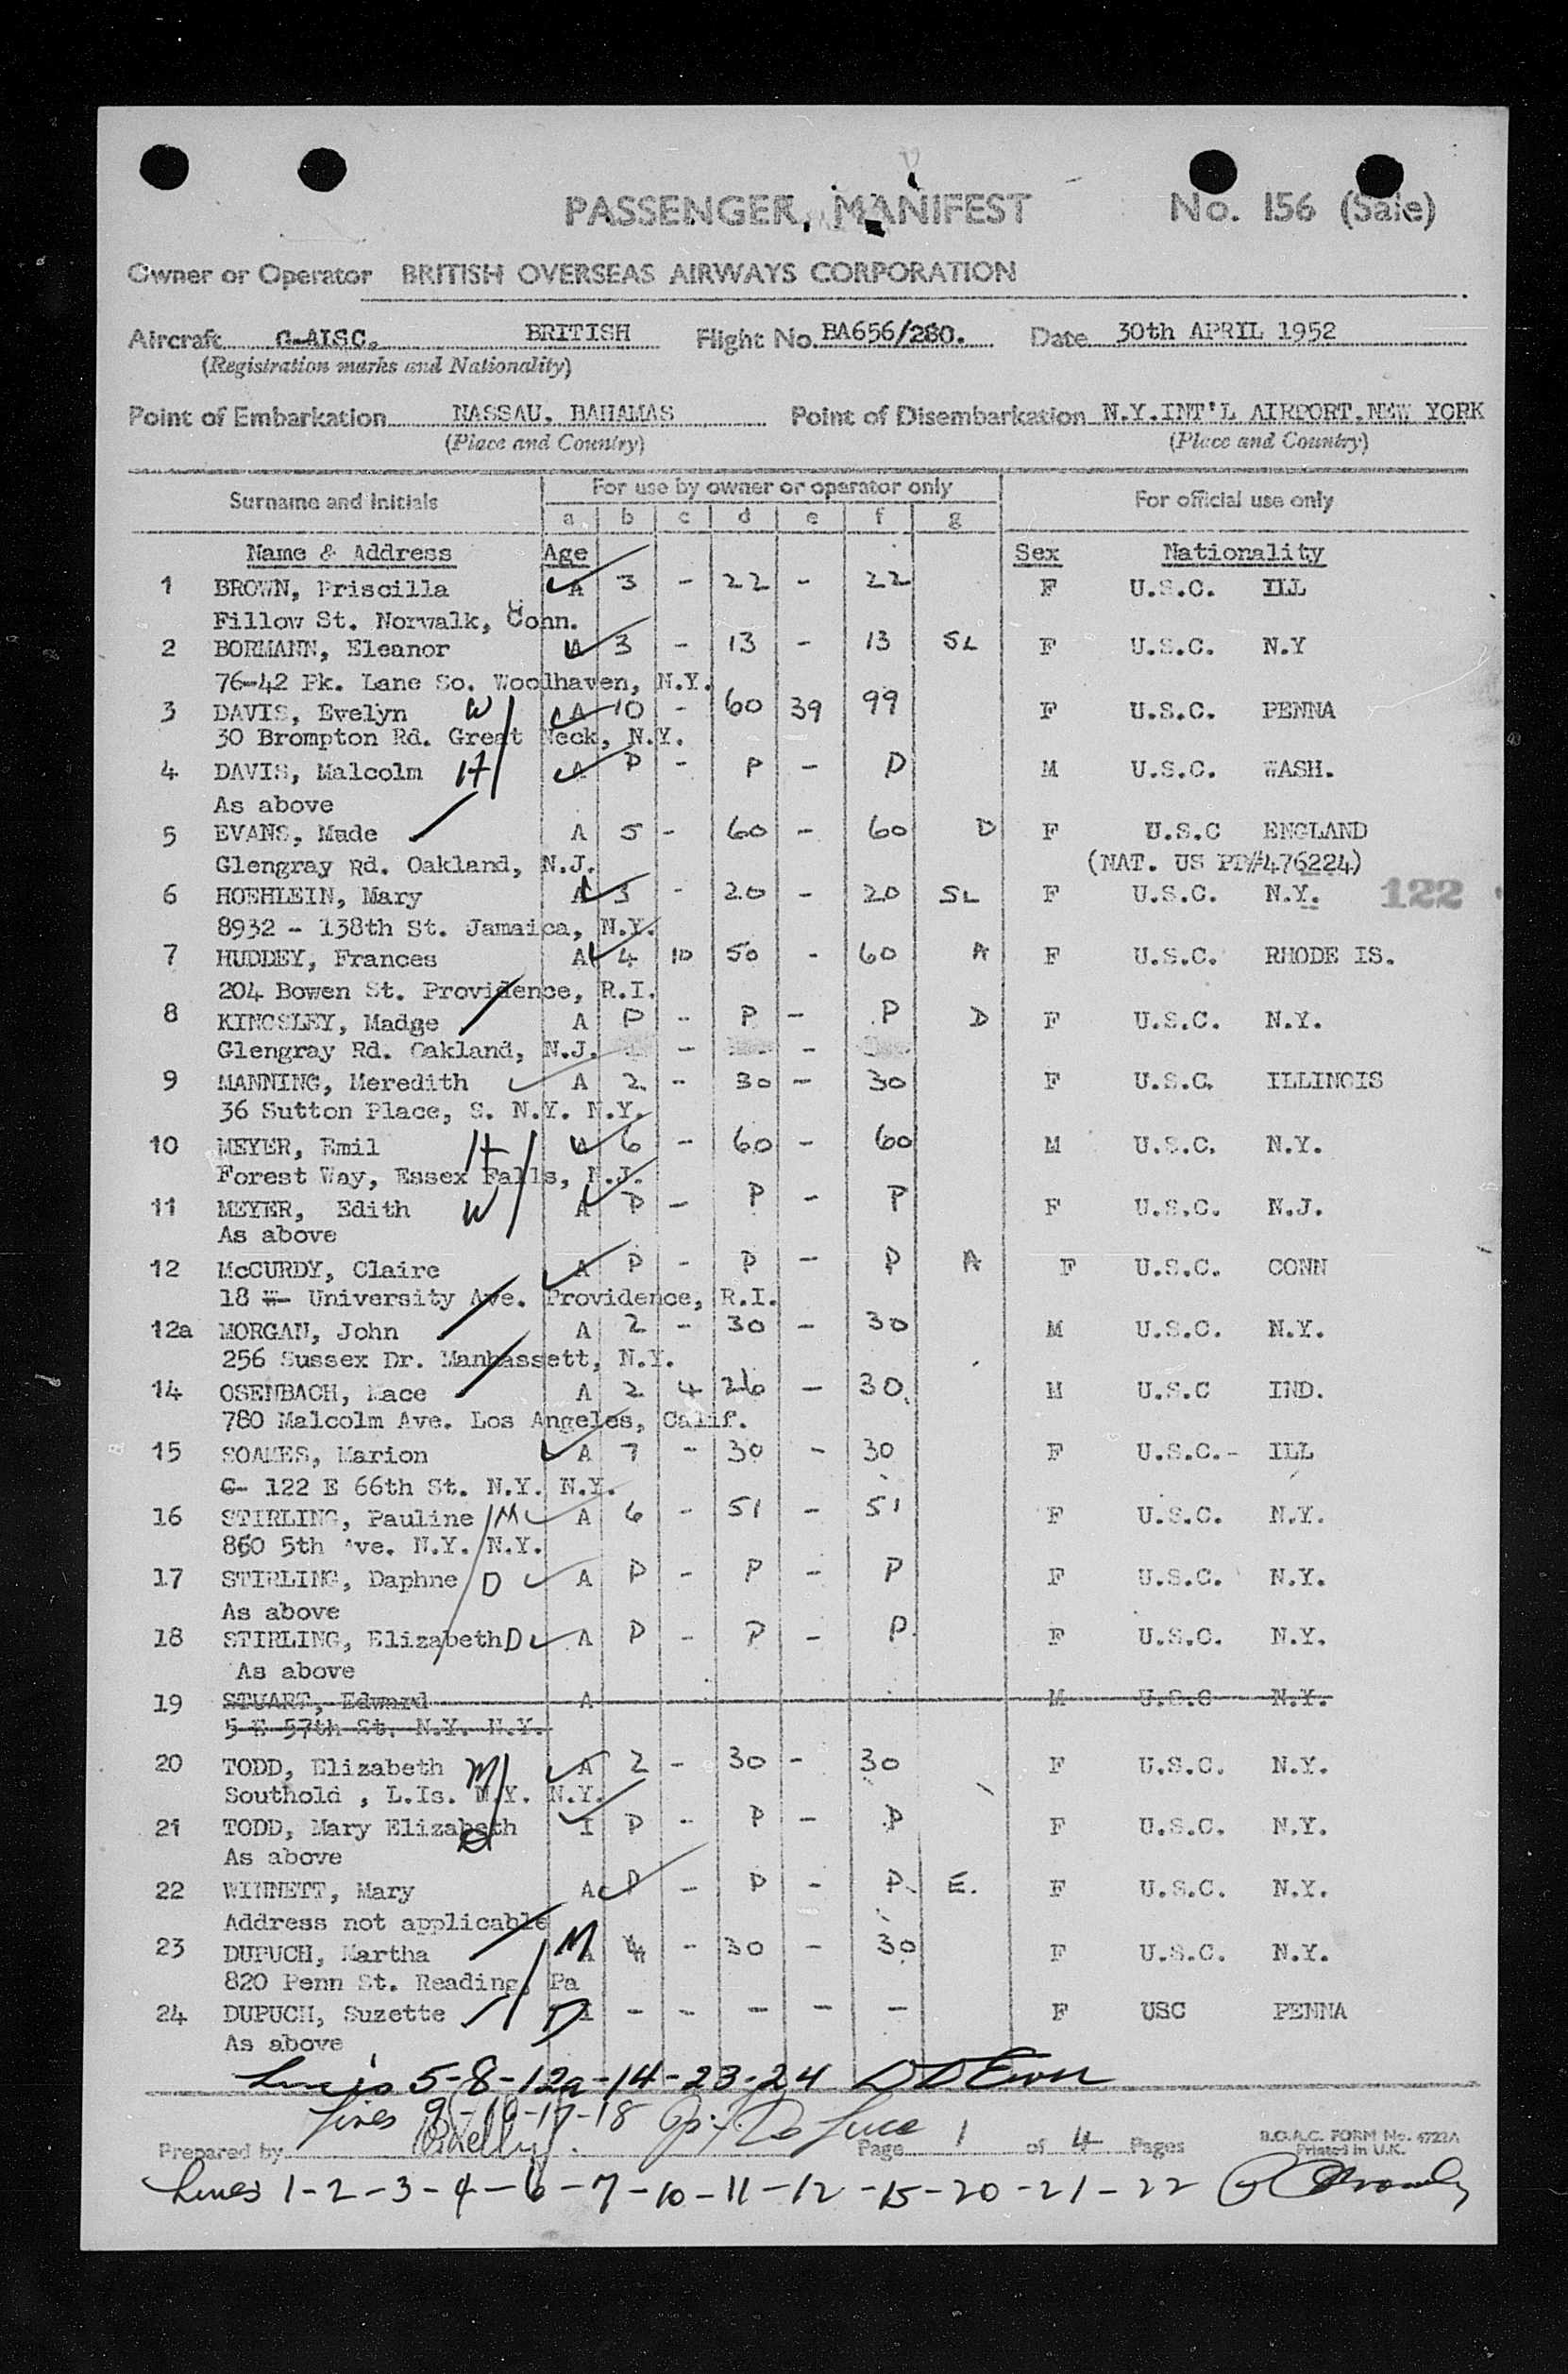 PASSENGER MANIFEST No. 156 (Sale)
Owner or Operator BRITISH OVERSEAS AIRWAYS CORPORATION
Aircraft G-AISC. BRITISH Flight No. BA656/280. Date 30th APRIL 1952
(Registration marks and Nationality)
Point of Embarkation NASSAU, BAHAMAS Point of Disembarkation N.Y.INT'L AIRPORT.NEW YORK
(Place and Country) (Place and Country)
Surname and Initials For use by owner or operator only For official use only
a b c d e f g
Name & Address Age Sex Nationality
1 BROWN, Priscilla A 3 - 22 - 22 F U.S.C. ILL
Fillow St. Norwalk, Conn.
2 BORMANN, Eleanor A 3 - 13 - 13 SL F U.S.C. N.Y
76-42 Pk. Lane So. Woolhaven, N.Y.
3 DAVIS, Evelyn W A 10 - 60 39 99 F U.S.C. PENNA
30 Brompton Rd. Great Neck, N.Y.
4 DAVIS, Malcolm H A P - P - P M U.S.C. WASH.
As above
5 EVANS, Made A 5 - 60 - 60 D F U.S.C ENGLAND
Glengray Rd. Oakland, N.J. (NAT. US PP#476224)
6 HOEHLEIN, Mary A 3 - 20 - 20 SL F U.S.C. N.Y. 122
8932 - 138th St. Jamaica, N.Y.
7 HUDDEY, Frances A 4 10 50 - 60 A F U.S.C. RHODE IS.
204 Bowen St. Providence, R.I.
8 KINGSLEY, Madge A P - P - P D F U.S.C. N.Y.
Glengray Rd. Oakland, N.J. - -
9 MANNING, Meredith A 2 - 30 - 30 F U.S.C. ILLINOIS
36 Sutton Place, S. N.Y. N.Y.
10 MEYER, Emil H A 6 - 60 - 60 M U.S.C. N.Y.
Forest Way, Essex Falls, N.J.
11 MEYER, Edith W A P - P - P F U.S.C. N.J.
As above
12 McCURDY, Claire A P - P - P A F U.S.C. CONN
18 University Ave. Providence, R.I.
12a MORGAN, John A 2 - 30 - 30 M U.S.C. N.Y.
256 Sussex Dr. Manhassett, N.Y.
14 OSENBACH, Mace A 2 4 26 - 30 M U.S.C IND.
780 Malcolm Ave. Los Angeles, Calif.
15 SOAMES, Marion A 7 - 30 - 30 F U.S.C.- ILL
G- 122 E 66th St. N.Y. N.Y.
16 STIRLING, Pauline M A 6 - 51 - 51 F U.S.C. N.Y.
860 5th Ave. N.Y. N.Y.
17 STIRLING, Daphne D A P - P - P F U.S.C. N.Y.
As above
18 STIRLING, Elizabeth D A P - P - P F U.S.C. N.Y.
As above
19 STUART, Edward A M U.S.C N.Y.
5 E 57th St. N.Y. N.Y.
20 TODD, Elizabeth M A 2 - 30 - 30 F U.S.C. N.Y.
Southold , L.Is. N.Y. N.Y.
21 TODD, Mary Elizabeth D I P - P - P F U.S.C. N.Y.
As above
22 WINNETT, Mary A P - P - P E. F U.S.C. N.Y.
Address not applicable
23 DUPUCH, Martha M A 4 - 30 - 30 F U.S.C. N.Y.
820 Penn St. Reading, Pa
24 DUPUCH, Suzette D I - - - - - F USC PENNA
As above
5-8-12a-14-23-24
Lines 9-16-17-18
Prepared by Page 1 of 4 Pages B.O.A.C. FORM No. 4722A
Printed in U.K.
Lines 1-2-3-4-6-7-10-11-12-15-20-21-22